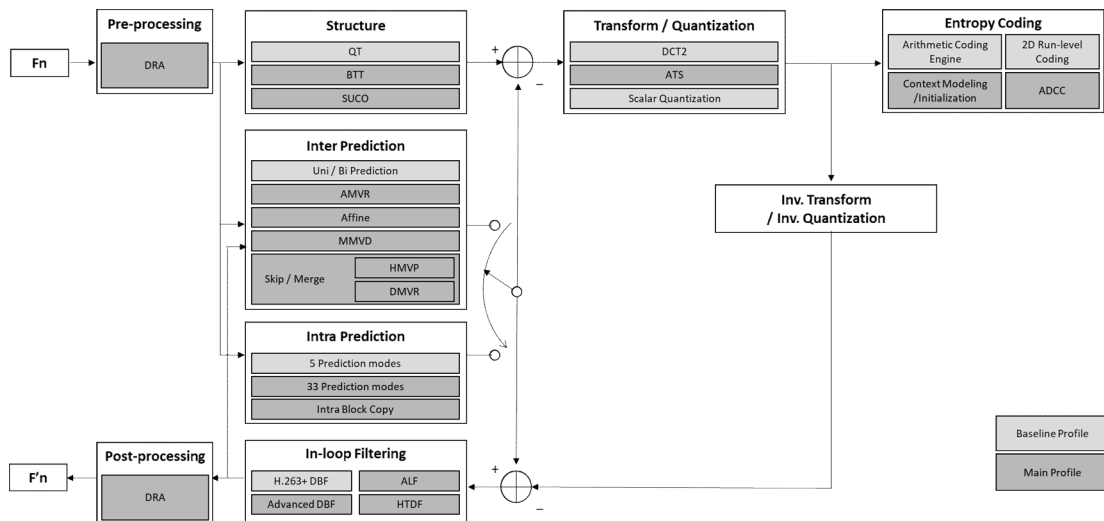 Fn
Pre-processing
DRA
Structure
QT
BTT
SUCO
+
−
Transform / Quantization
DCT2
ATS
Scalar Quantization
Entropy Coding
Arithmetic Coding
Engine
2D Run-level
Coding
Context Modeling
/Initialization
ADCC
Inter Prediction
Uni / Bi Prediction
AMVR
Affine
MMVD
Skip / Merge
HMVP
DMVR
Inv. Transform
/ Inv. Quantization
Intra Prediction
5 Prediction modes
33 Prediction modes
Intra Block Copy
F'n
Post-processing
DRA
In-loop Filtering
H.263+ DBF
ALF
Advanced DBF
HTDF
+
−
Baseline Profile
Main Profile